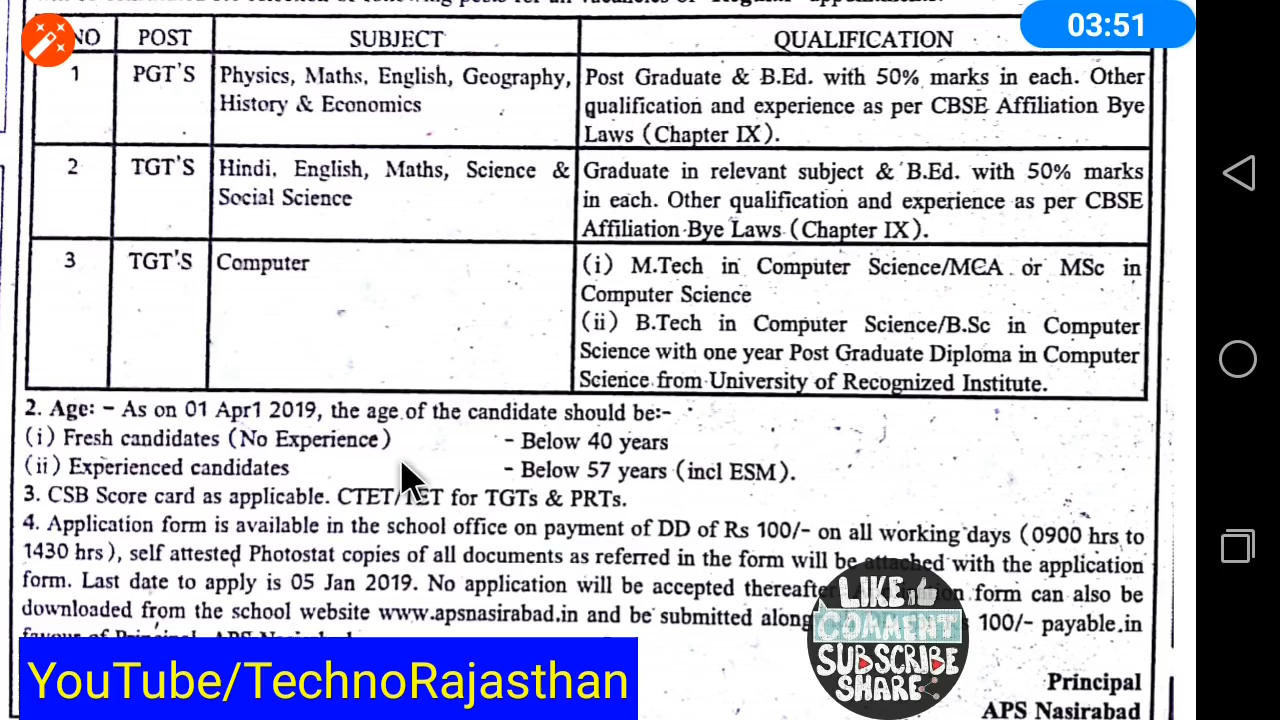 "Regular"
03:51
NO POST SUBJECT QUALIFICATION
1 PGT'S Physics, Maths, English, Geography, Post Graduate & B.Ed. with 50% marks in each. Other
History & Economics qualification and experience as per CBSE Affiliation Bye
Laws (Chapter IX).
2 TGT'S Hindi, English, Maths, Science & Graduate in relevant subject & B.Ed. with 50% marks
Social Science in each. Other qualification and experience as per CBSE
Affiliation Bye Laws (Chapter IX).
3 TGT'S Computer (i) M.Tech in Computer Science/MCA or MSc in
Computer Science
(ii) B.Tech in Computer Science/B.Sc in Computer
Science with one year Post Graduate Diploma in Computer
Science from University of Recognized Institute.
2. Age: - As on 01 Apr1 2019, the age of the candidate should be:-
(i) Fresh candidates (No Experience) - Below 40 years
(ii) Experienced candidates - Below 57 years (incl ESM).
3. CSB Score card as applicable. CTET/TET for TGTs & PRTs.
4. Application form is available in the school office on payment of DD of Rs 100/- on all working days (0900 hrs to
1430 hrs), self attested Photostat copies of all documents as referred in the form will be attached with the application
form. Last date to apply is 05 Jan 2019. No application will be accepted thereafter form can also be
downloaded from the school website www.apsnasirabad.in and be submitted along 100/- payable in
favour of Principal, APS Nasirabad
LIKE
COMMENT
SUBSCRIBE
SHARE
YouTube/TechnoRajasthan
Principal
APS Nasirabad